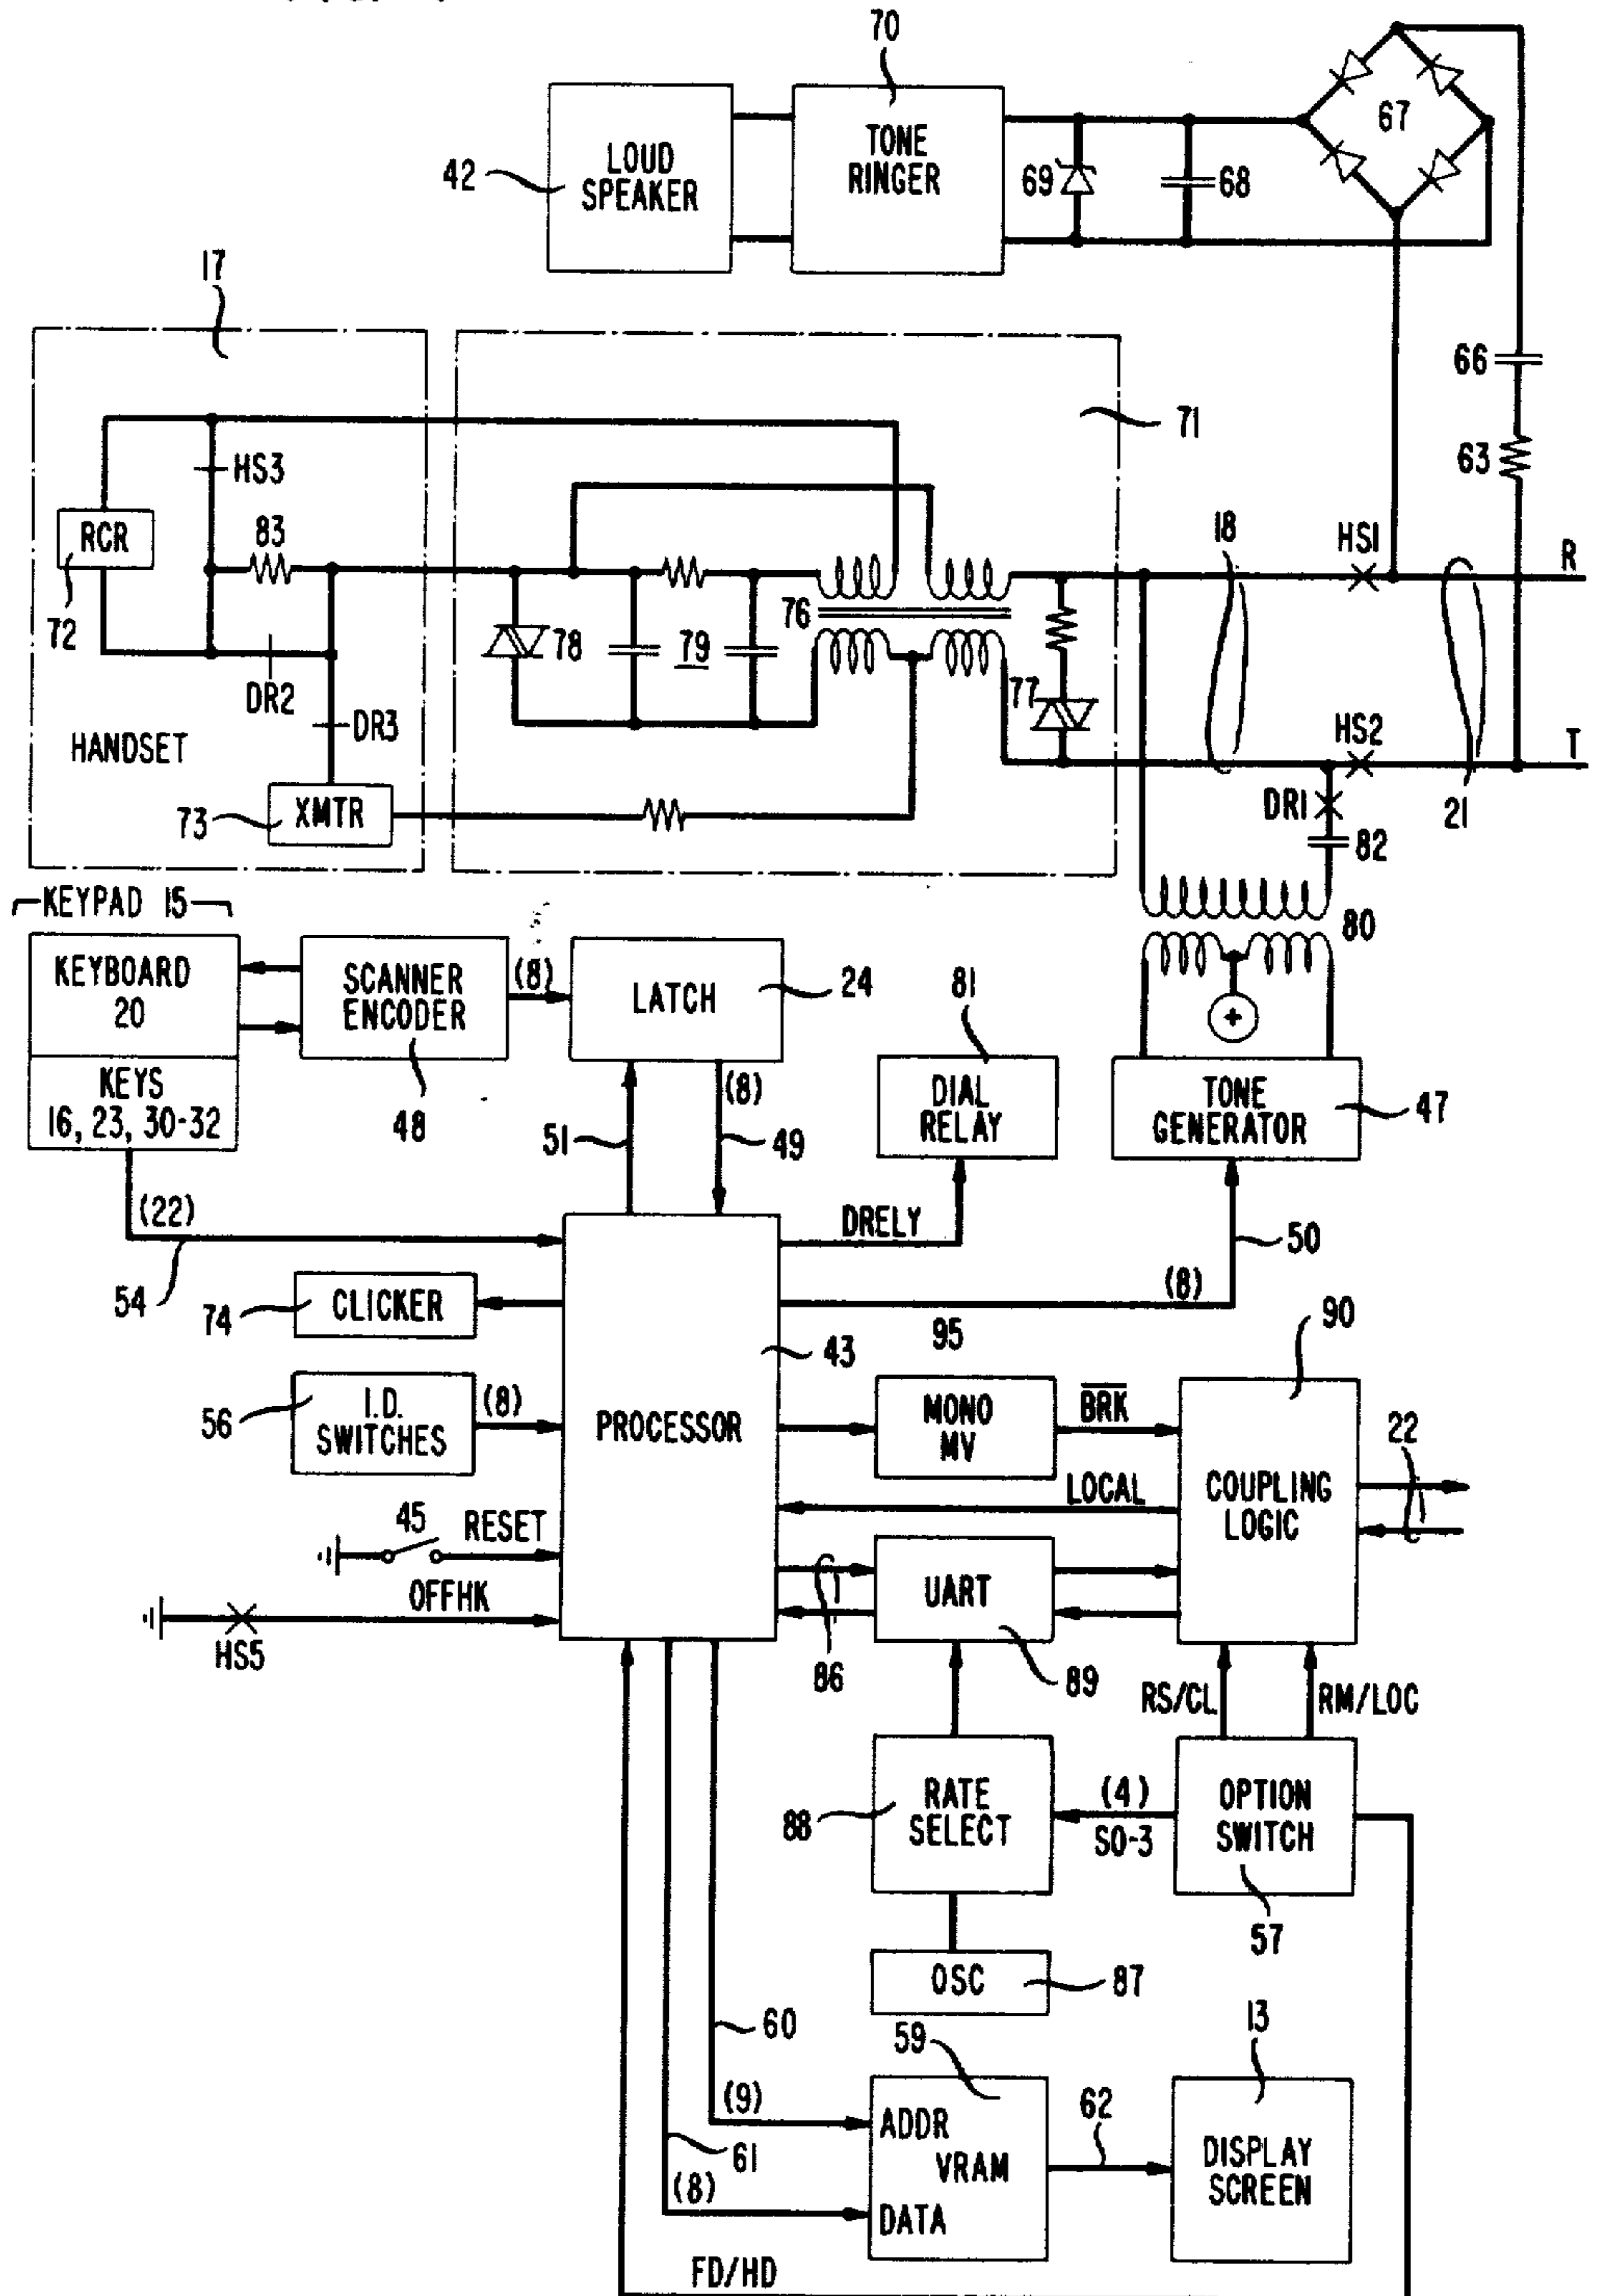 70
LOUD SPEAKER
TONE RINGER
42
69
68
67
17
71
66
63
HS3
RCR
83
72
DR2
DR3
HANDSET
XMTR
73
78
79
76
77
18
HS1
R
HS2
T
DR1
82
21
80
KEYPAD 15
KEYBOARD 20
KEYS 16, 23, 30-32
SCANNER ENCODER
48
(8)
LATCH
24
81
DIAL RELAY
+
TONE GENERATOR
47
51
(8)
49
(22)
54
DRELY
50
(8)
95
CLICKER
74
43
90
I.D. SWITCHES
56
(8)
PROCESSOR
MONO MV
BRK
COUPLING LOGIC
22
LOCAL
45
RESET
OFFHK
HS5
UART
86
89
RS/CL
RM/LOC
RATE SELECT
88
(4)
S0-3
OPTION SWITCH
57
OSC
87
60
59
13
(9)
ADDR
VRAM
DATA
62
DISPLAY SCREEN
61
(8)
FD/HD